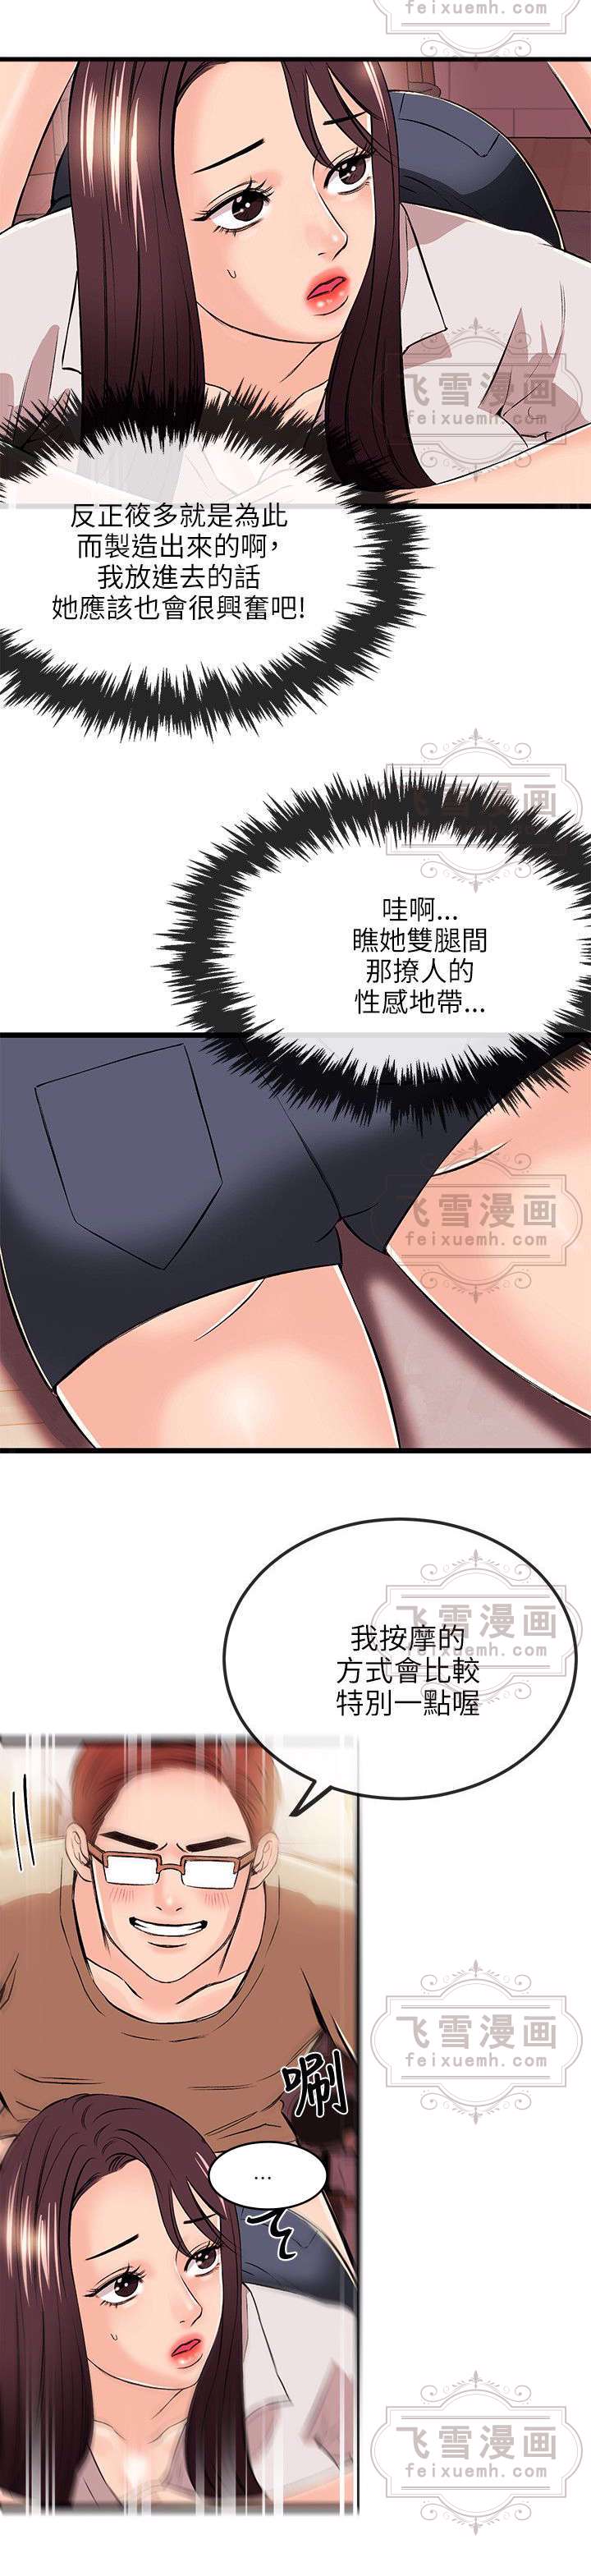 feixuemh.com
飞雪漫画
feixuemh.com
反正筱多就是為此
而製造出來的啊,
我放進去的話
她應該也會很興奮吧!
飞雪漫画
feixuemh.com
哇啊...
瞧她雙腿間
那撩人的
性感地帶...
飞雪漫画
feixuemh.com
飞雪漫画
feixuemh.com
我按摩的
方式會比較
特別一點喔
飞雪漫画
feixuemh.com
唰
...
飞雪漫画
feixuemh.com